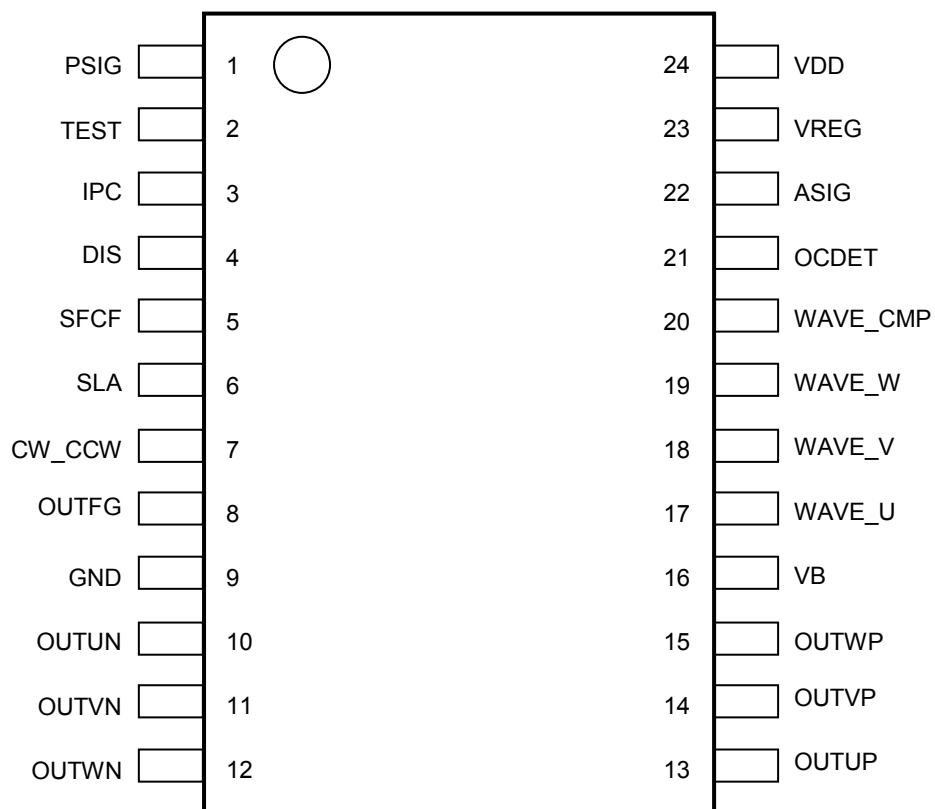 PSIG 1 24 VDD
TEST 2 23 VREG
IPC 3 22 ASIG
DIS 4 21 OCDET
SFCF 5 20 WAVE_CMP
SLA 6 19 WAVE_W
CW_CCW 7 18 WAVE_V
OUTFG 8 17 WAVE_U
GND 9 16 VB
OUTUN 10 15 OUTWP
OUTVN 11 14 OUTVP
OUTWN 12 13 OUTUP